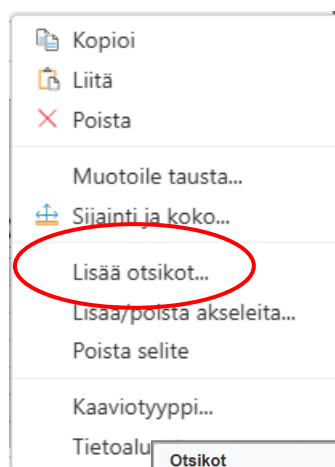 Kopioi
Liitä
Poista
Muotoile tausta...
Sijainti ja koko...
Lisää otsikot...
Lisää/poista akseleita...
Poista selite
Kaaviotyyppi...
Otsikot